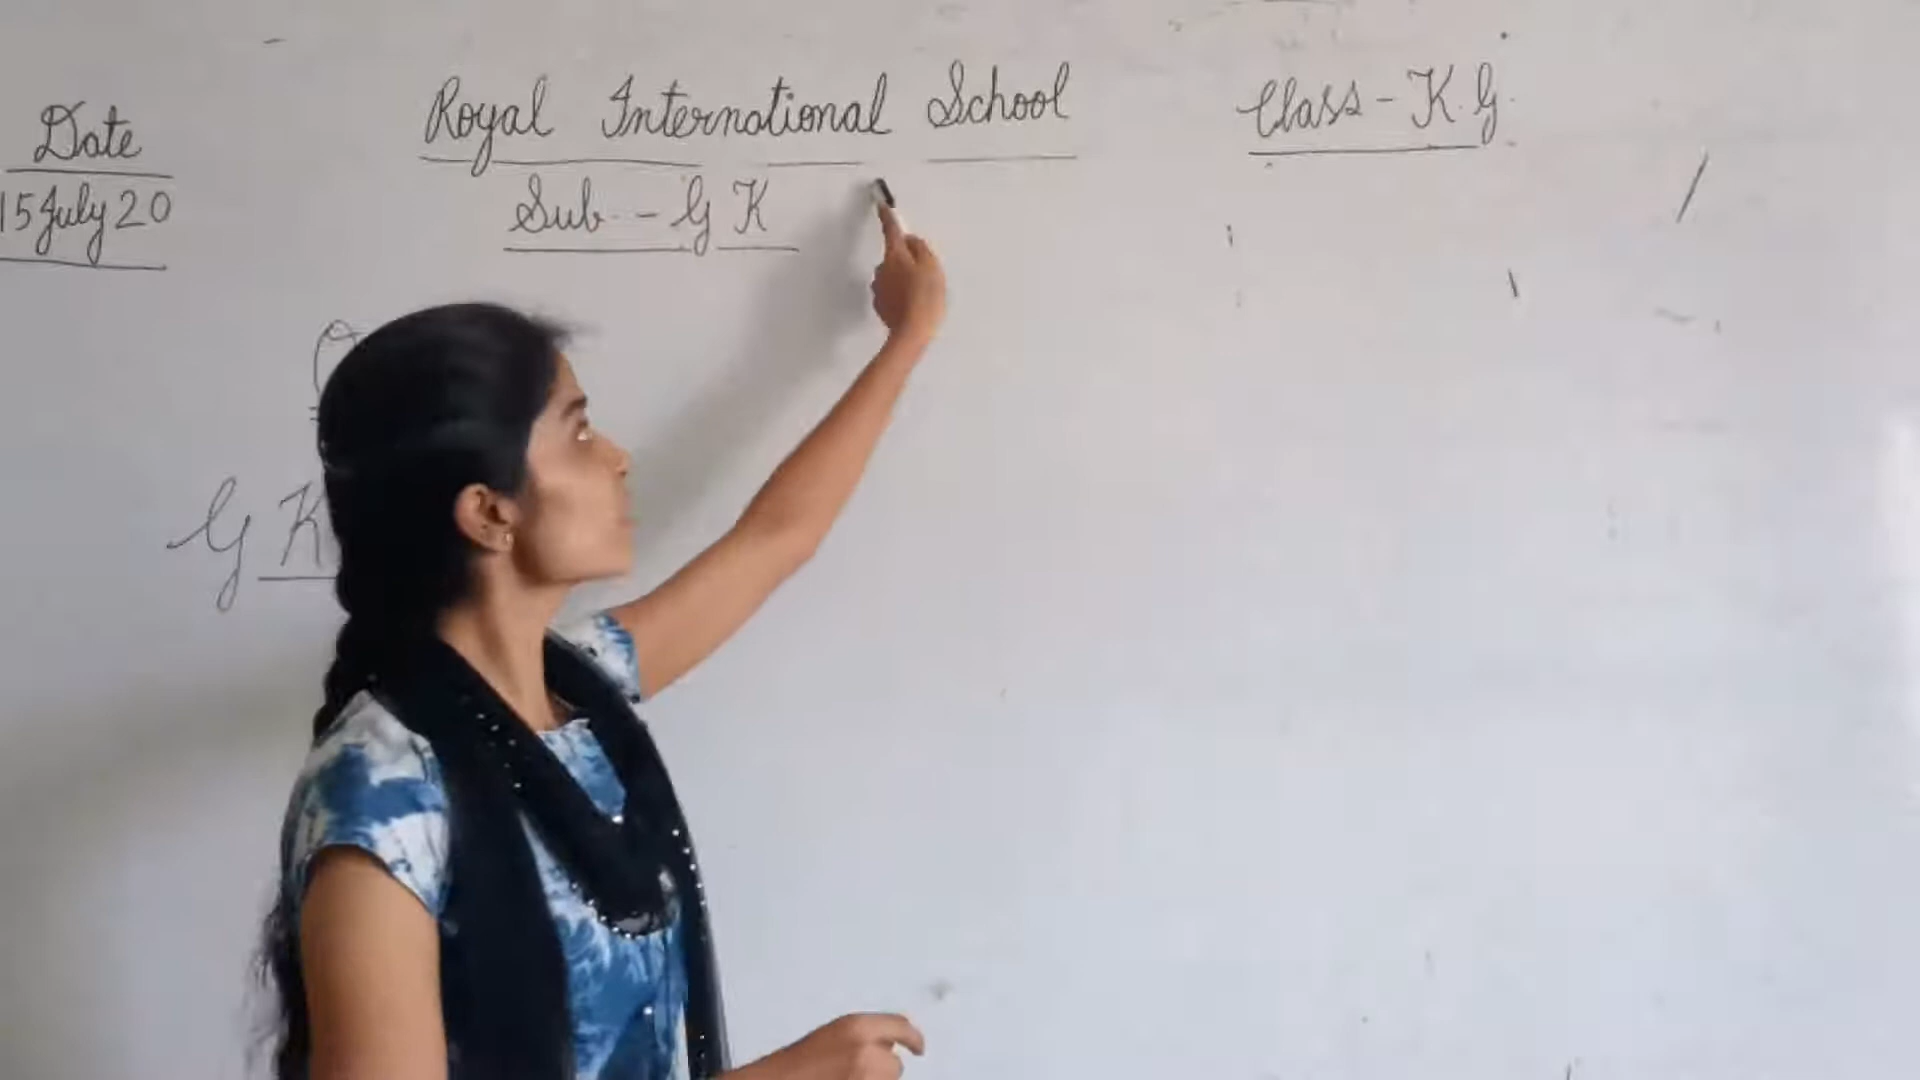 Royal International School
Class - K.G.
Date
15 July 20
Sub - G K
G K